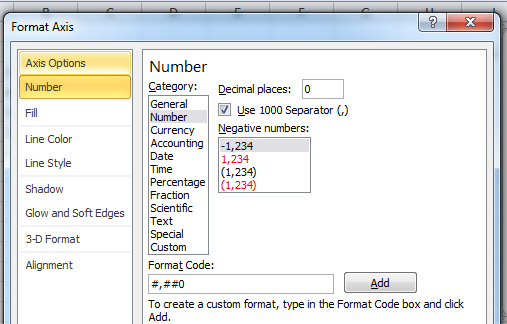 Format Axis
?
Axis Options
Number
Fill
Line Color
Line Style
Shadow
Glow and Soft Edges
3-D Format
Alignment
Number
Category:
General
Number
Currency
Accounting
Date
Time
Percentage
Fraction
Scientific
Text
Special
Custom
Decimal places: 0
Use 1000 Separator (,)
Negative numbers:
-1,234
1,234
(1,234)
(1,234)
Format Code:
#,##0
Add
To create a custom format, type in the Format Code box and click
Add.